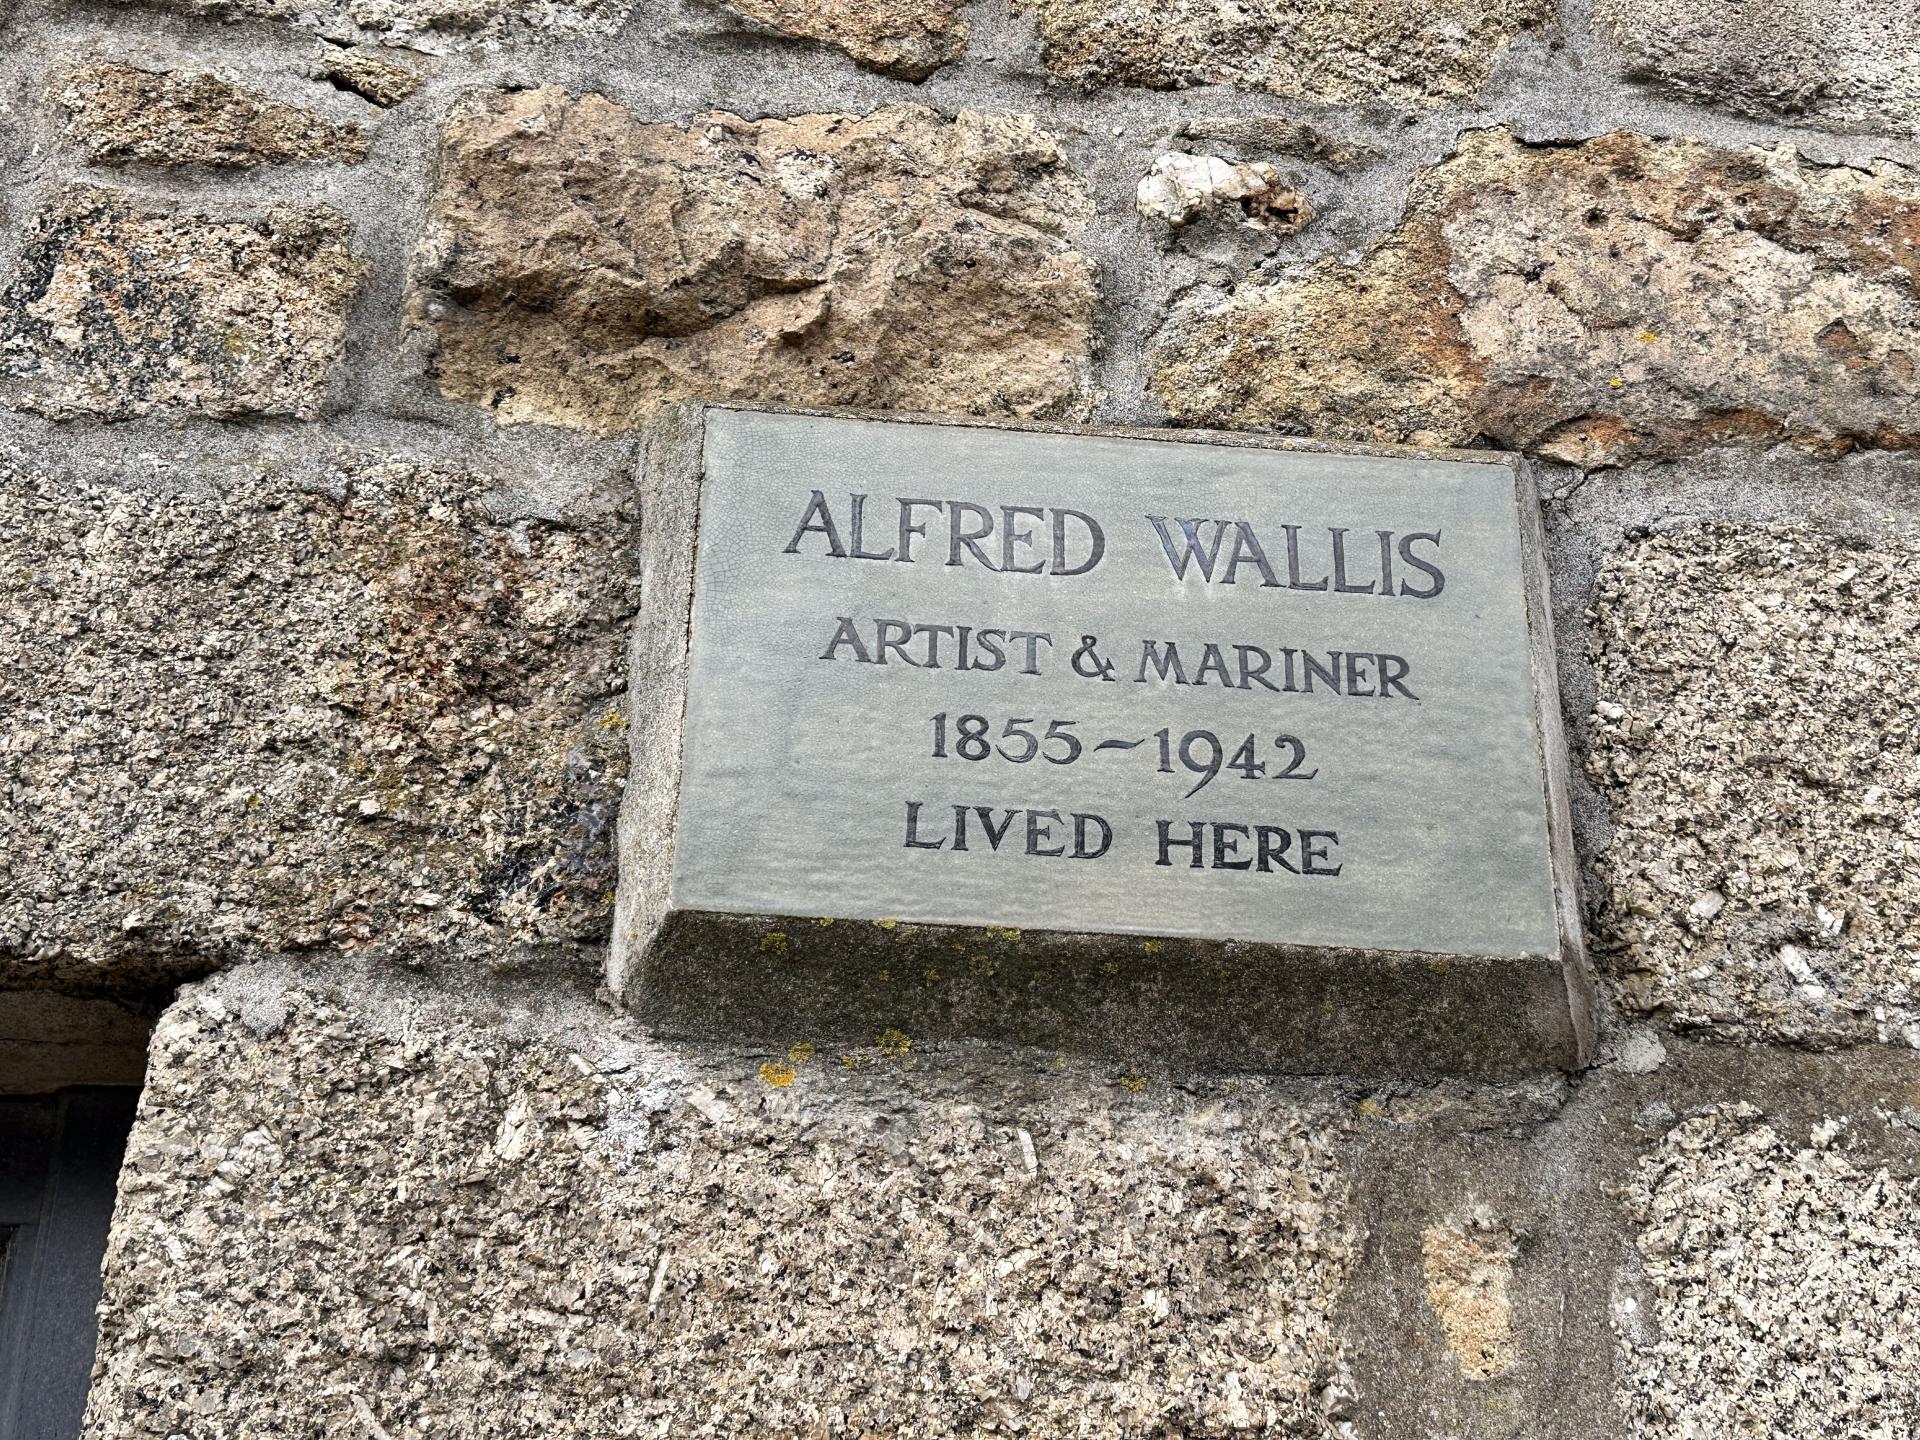 ALFRED WALLIS
ARTIST & MARINER
1855~1942
LIVED HERE